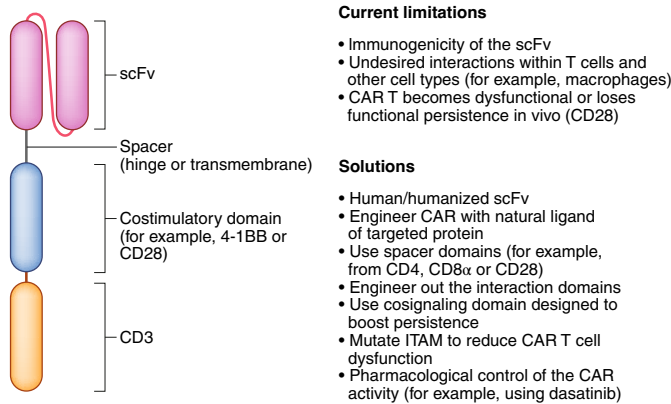 scFv
Spacer
(hinge or transmembrane)
Costimulatory domain
(for example, 4-1BB or
CD28)
CD3
Current limitations
• Immunogenicity of the scFv
• Undesired interactions within T cells and
other cell types (for example, macrophages)
• CAR T becomes dysfunctional or loses
functional persistence in vivo (CD28)
Solutions
• Human/humanized scFv
• Engineer CAR with natural ligand
of targeted protein
• Use spacer domains (for example,
from CD4, CD8α or CD28)
• Engineer out the interaction domains
• Use cosignaling domain designed to
boost persistence
• Mutate ITAM to reduce CAR T cell
dysfunction
• Pharmacological control of the CAR
activity (for example, using dasatinib)